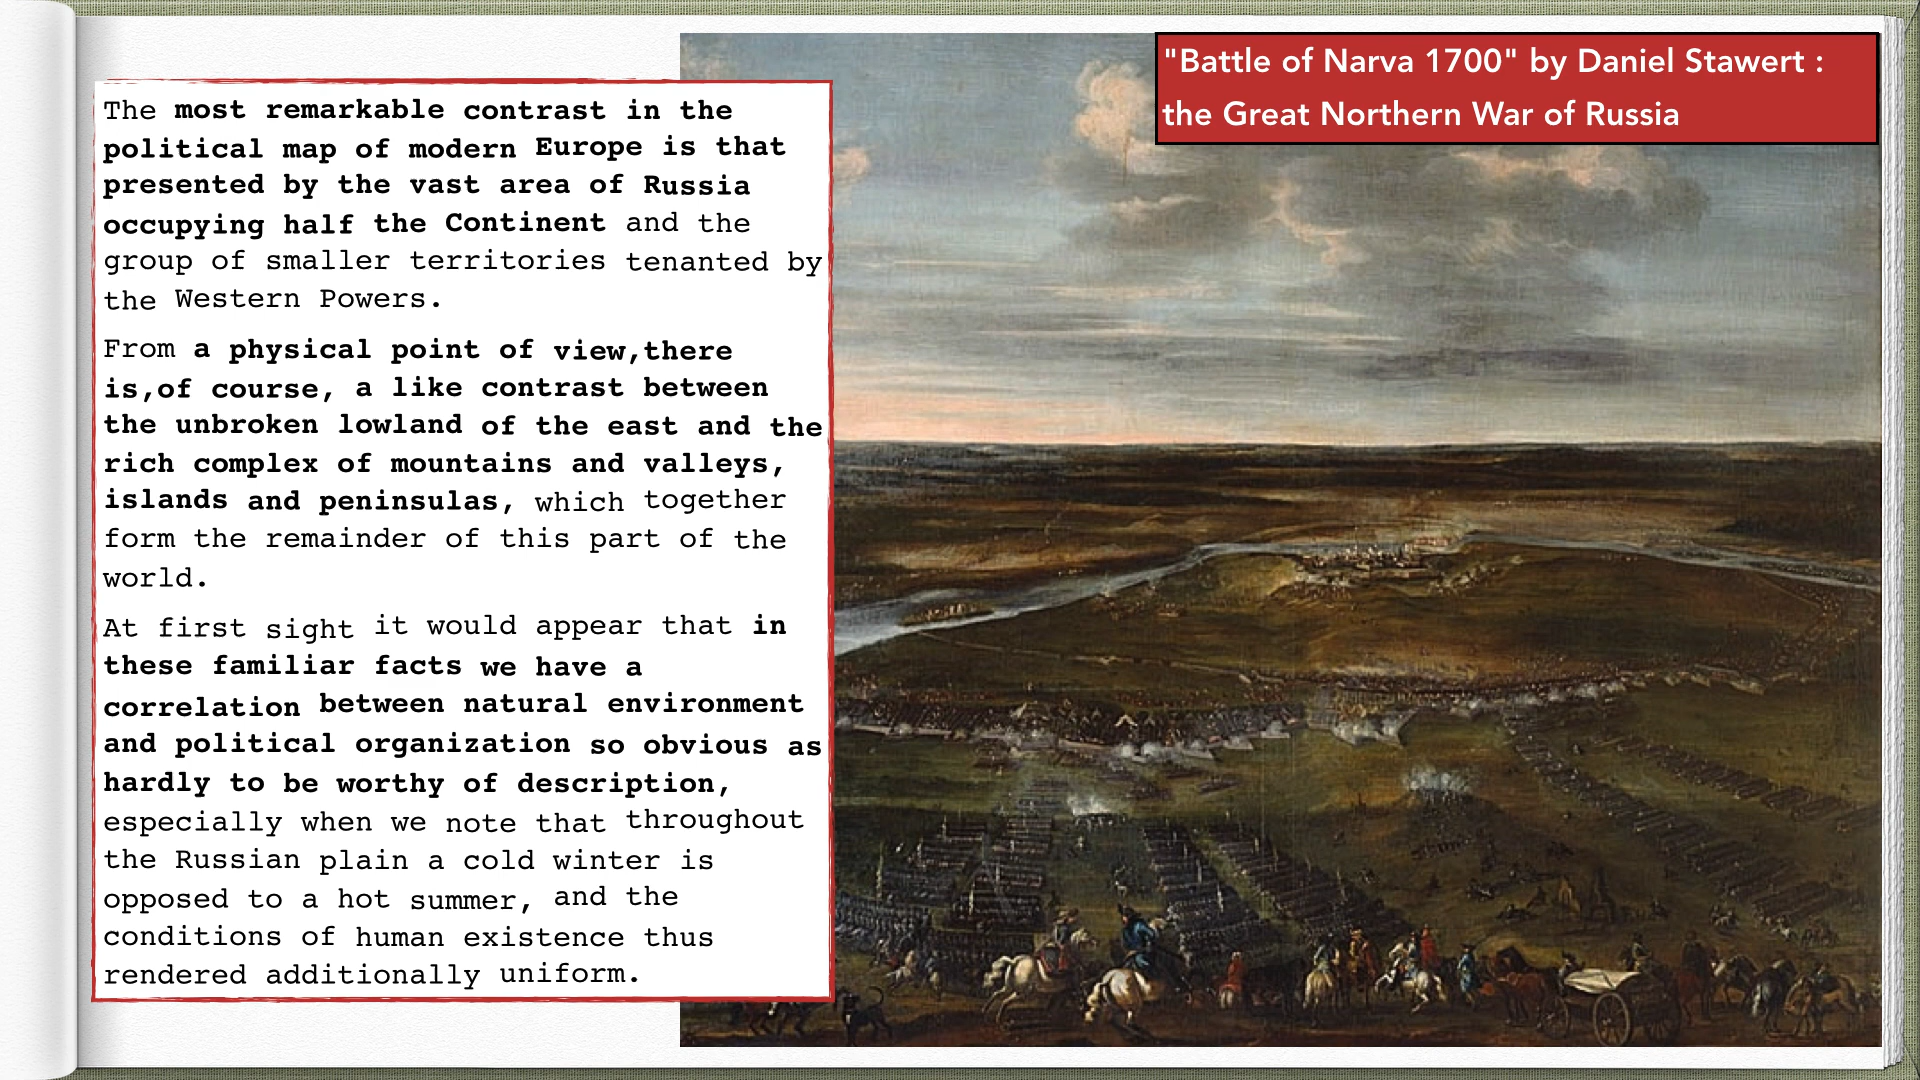 "Battle of Narva 1700" by Daniel Stawert :
the Great Northern War of Russia
The most remarkable contrast in the
political map of modern Europe is that
presented by the vast area of Russia
occupying half the Continent and the
group of smaller territories tenanted by
the Western Powers.
From a physical point of view,there
is,of course, a like contrast between
the unbroken lowland of the east and the
rich complex of mountains and valleys,
islands and peninsulas, which together
form the remainder of this part of the
world.
At first sight it would appear that in
these familiar facts we have a
correlation between natural environment
and political organization so obvious as
hardly to be worthy of description,
especially when we note that throughout
the Russian plain a cold winter is
opposed to a hot summer, and the
conditions of human existence thus
rendered additionally uniform.